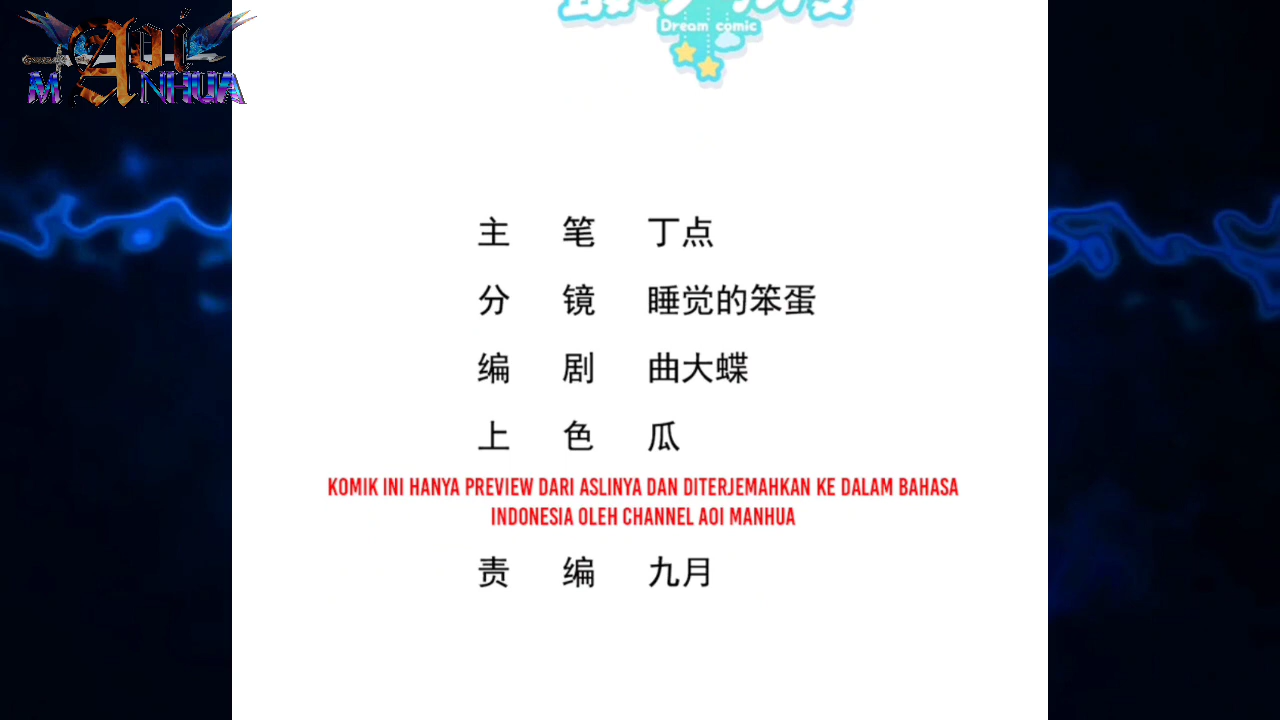 Aoi
MANHUA
Dream comic
主 笔 丁点
分 镜 睡觉的笨蛋
编 剧 曲大蝶
上 色 瓜
KOMIK INI HANYA PREVIEW DARI ASLINYA DAN DITERJEMAHKAN KE DALAM BAHASA
INDONESIA OLEH CHANNEL AOI MANHUA
责 编 九月